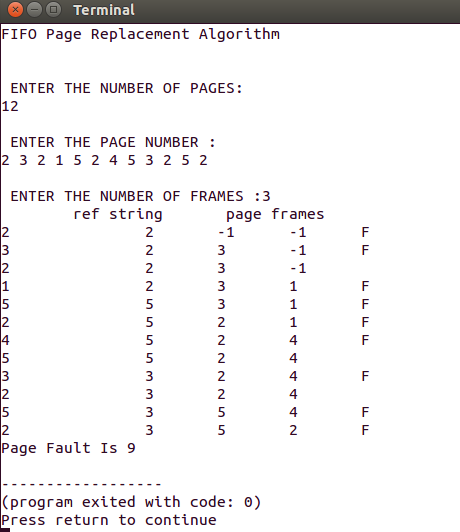 Terminal
FIFO Page Replacement Algorithm
ENTER THE NUMBER OF PAGES:
12
ENTER THE PAGE NUMBER :
2 3 2 1 5 2 4 5 3 2 5 2
ENTER THE NUMBER OF FRAMES :3
ref string page frames
2 2 -1 -1 F
3 2 3 -1 F
2 2 3 -1
1 2 3 1 F
5 5 3 1 F
2 5 2 1 F
4 5 2 4 F
5 5 2 4
3 3 2 4 F
2 3 2 4
5 3 5 4 F
2 3 5 2 F
Page Fault Is 9
------------------
(program exited with code: 0)
Press return to continue